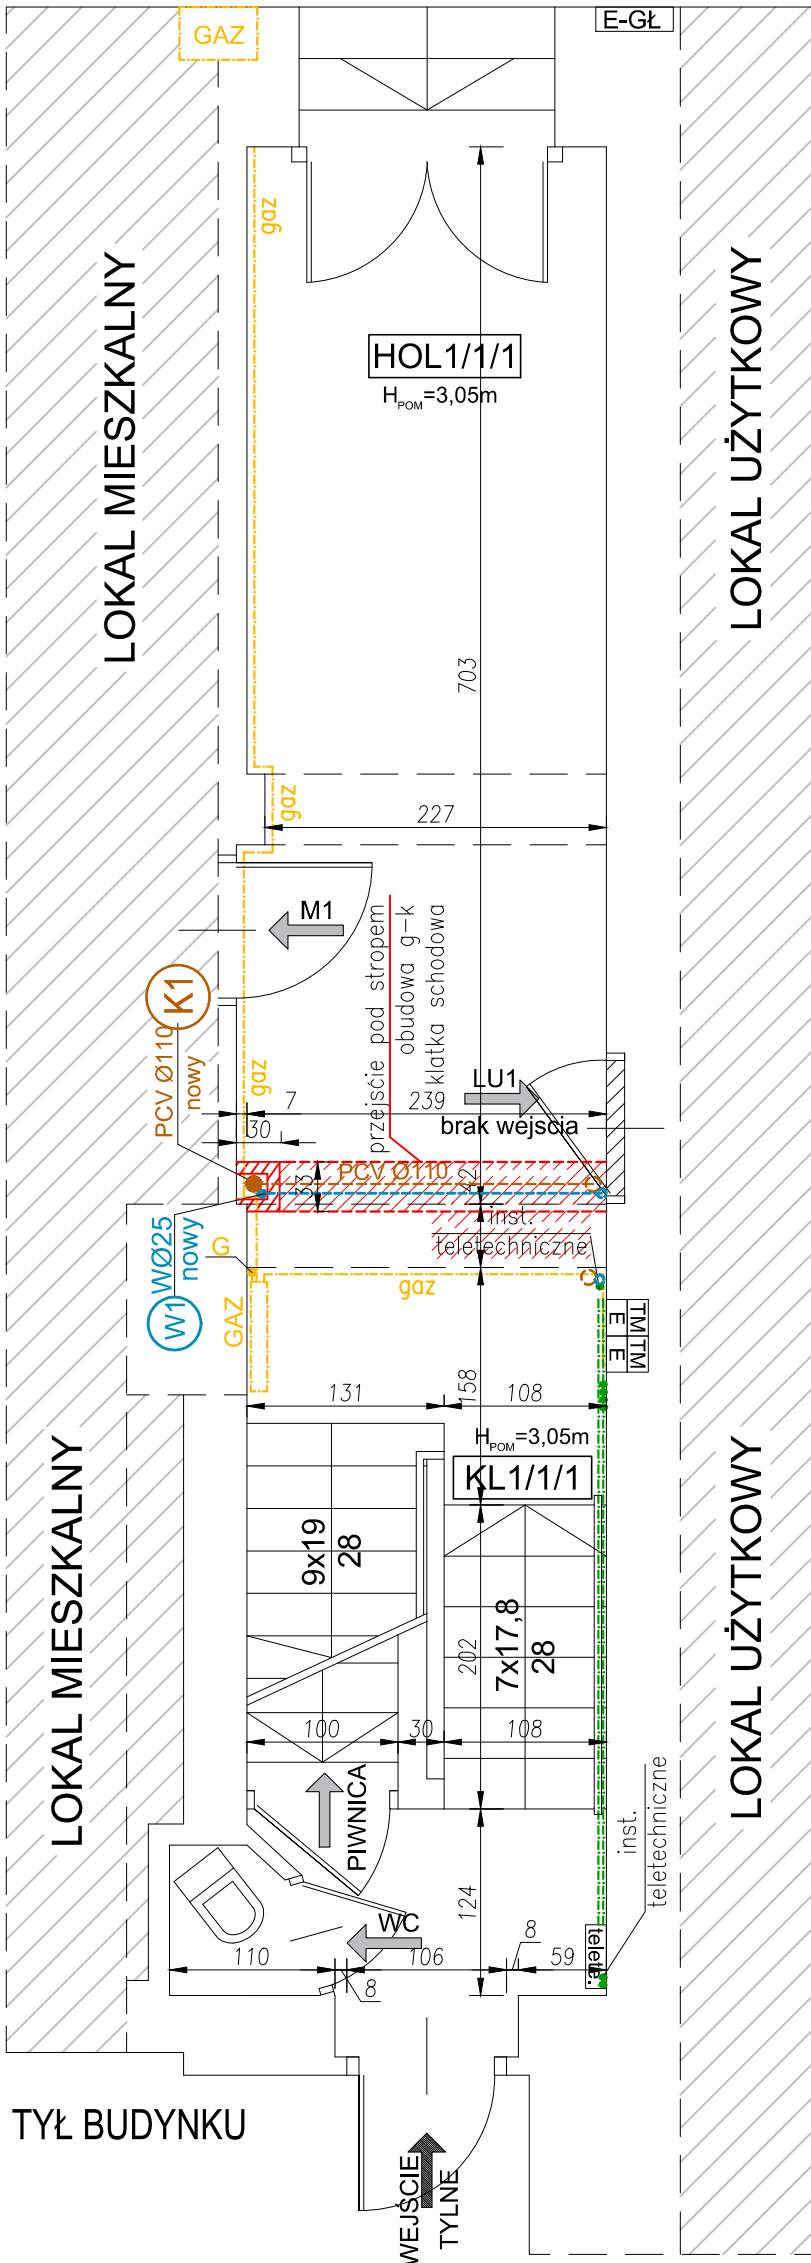 GAZ
E-GŁ
gaz
LOKAL MIESZKALNY
LOKAL UŻYTKOWY
HOL1/1/1
HPOM=3,05m
703
gaz
227
M1
przejście pod stropem
obudowa g-k
klatka schodowa
K1
PCV Ø110
nowy
gaz
LU1
7
239
brak wejścia
30
PCV Ø110
33
42
inst.
teletechniczne
G
WØ25
nowy
W1
GAZ
gaz
TM TM
E E
131
158
108
HPOM=3,05m
KL1/1/1
LOKAL MIESZKALNY
LOKAL UŻYTKOWY
9x19
28
7x17,8
28
202
100
30
108
PIWNICA
inst.
teletechniczne
124
WC
telete.
110
8
106
8
59
TYŁ BUDYNKU
WEJŚCIE
TYLNE